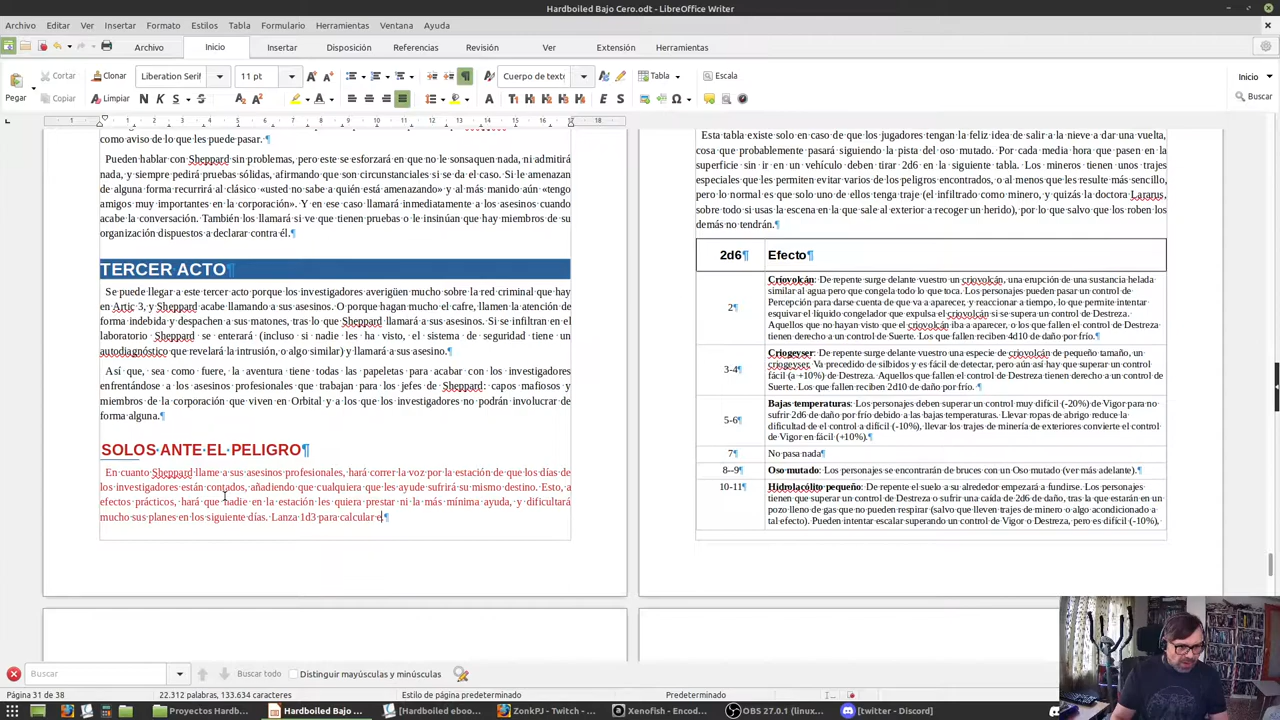 Hardboiled Bajo Cero.odt - LibreOffice Writer
Archivo Editar Ver Insertar Formato Estilos Tabla Formulario Herramientas Ventana Ayuda
Archivo Inicio Insertar Disposición Referencias Revisión Ver Extensión Herramientas
Pegar Cortar Copiar Clonar Limpiar Liberation Serif 11 pt Cuerpo de texto Tabla Escala Inicio Buscar
como aviso de lo que les puede pasar.¶
Pueden hablar con Sheppard sin problemas, pero este se esforzará en que no le sonsaquen nada, ni admitirá
nada, y siempre pedirá pruebas sólidas, afirmando que son circunstanciales si se da el caso. Si le amenazan
de alguna forma recurrirá al clásico «usted no sabe a quién está amenazando» y al más manido aún «tengo
amigos muy importantes en la corporación». Y en ese caso llamará inmediatamente a los asesinos cuando
acabe la conversación. También los llamará si ve que tienen pruebas o le insinúan que hay miembros de su
organización dispuestos a declarar contra él.¶
TERCER ACTO¶
Se puede llegar a este tercer acto porque los investigadores averigüen mucho sobre la red criminal que hay
en Artic 3, y Sheppard acabe llamando a sus asesinos. O porque hagan mucho el cafre, llamen la atención de
forma indebida y despachen a sus matones, tras lo que Sheppard llamará a sus asesinos. Si se infiltran en el
laboratorio Sheppard se enterará (incluso si nadie les ha visto, el sistema de seguridad tiene un
autodiagnóstico que revelará la intrusión, o algo similar) y llamará a sus asesino.¶
Así que, sea como fuere, la aventura tiene todas las papeletas para acabar con los investigadores
enfrentándose a los asesinos profesionales que trabajan para los jefes de Sheppard: capos mafiosos y
miembros de la corporación que viven en Orbital y a los que los investigadores no podrán involucrar de
forma alguna.¶
SOLOS ANTE EL PELIGRO¶
En cuanto Sheppard llame a sus asesinos profesionales, hará correr la voz por la estación de que los días de
los investigadores están contados, añadiendo que cualquiera que les ayude sufrirá su mismo destino. Esto, a
efectos prácticos, hará que nadie en la estación les quiera prestar ni la más mínima ayuda, y dificultará
mucho sus planes en los siguiente días. Lanza 1d3 para calcular e¶
Esta tabla existe solo en caso de que los jugadores tengan la feliz idea de salir a la nieve a dar una vuelta,
cosa que probablemente pasará siguiendo la pista del oso mutado. Por cada media hora que pasen en la
superficie sin ir en un vehículo deben tirar 2d6 en la siguiente tabla. Los mineros tienen unos trajes
especiales que les permiten evitar varios de los peligros encontrados, o al menos que les resulte más sencillo,
pero lo normal es que solo uno de ellos tenga traje (el infiltrado como minero, y quizás la doctora Lararus,
sobre todo si usas la escena en la que sale al exterior a recoger un herido), por lo que salvo que los roben los
demás no tendrán.¶
2d6¶ Efecto¶
2¶ Criovolcán: De repente surge delante vuestro un criovolcán, una erupción de una sustancia helada
similar al agua pero que congela todo lo que toca. Los personajes pueden pasar un control de
Percepción para darse cuenta de que va a aparecer, y reaccionar a tiempo, lo que permite intentar
esquivar el líquido congelador que expulsa el criovolcán si se supera un control de Destreza.
Aquellos que no hayan visto que el criovolcán iba a aparecer, o los que fallen el control de Destreza
tienen derecho a un control de Suerte. Los que fallen reciben 4d10 de daño por frío.¶
3-4¶ Criogeyser: De repente surge delante vuestro una especie de criovolcán de pequeño tamaño, un
criogeyser. Va precedido de silbidos y es fácil de detectar, pero aún así hay que superar un control
fácil (a +10%) de Destreza. Aquellos que fallen el control de Destreza tienen derecho a un control de
Suerte. Los que fallen reciben 2d10 de daño por frío. ¶
5-6¶ Bajas temperaturas: Los personajes deben superar un control muy difícil (-20%) de Vigor para no
sufrir 2d6 de daño por frío debido a las bajas temperaturas. Llevar ropas de abrigo reduce la
dificultad de el control a difícil (-10%), llevar los trajes de minería de exteriores convierte el control
de Vigor en fácil (+10%).¶
7¶ No pasa nada¶
8--9¶ Oso mutado: Los personajes se encontrarán de bruces con un Oso mutado (ver más adelante).¶
10-11¶ Hidrolacólito pequeño: De repente el suelo a su alrededor empezará a fundirse. Los personajes
tienen que superar un control de Destreza o sufrir una caída de 2d6 de daño, tras la que estarán en un
pozo lleno de gas que no pueden respirar (salvo que lleven trajes de minero o algo acondicionado a
tal efecto). Pueden intentar escalar superando un control de Vigor o Destreza, pero es difícil (-10%),
Buscar Buscar todo Distinguir mayúsculas y minúsculas
Página 31 de 38 22.312 palabras, 133.634 caracteres Estilo de página predeterminado Predeterminado
Proyectos Hardb... Hardboiled Bajo ... [Hardboiled eboo... ZonkPJ - Twitch - ... Xenofish - Encod... OBS 27.0.1 (linux... [twitter - Discord]